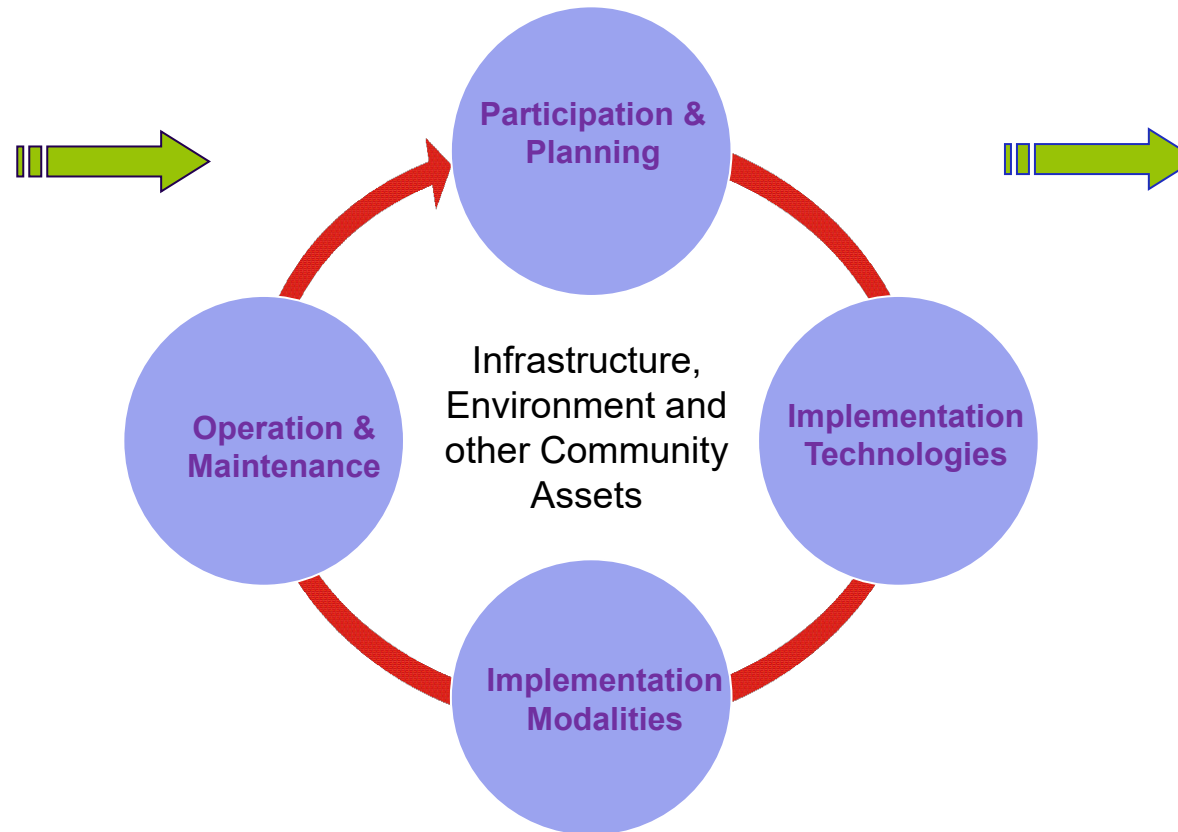 Participation &
Planning
Infrastructure,
Environment and
other Community
Assets
Implementation
Technologies
Operation &
Maintenance
Implementation
Modalities